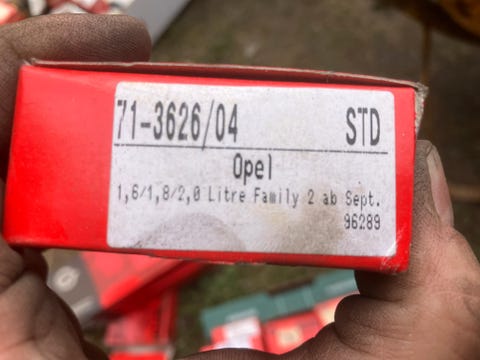 71-3626/04 STD
Opel
1,6/1,8/2,0 Litre Family 2 ab Sept.
96289